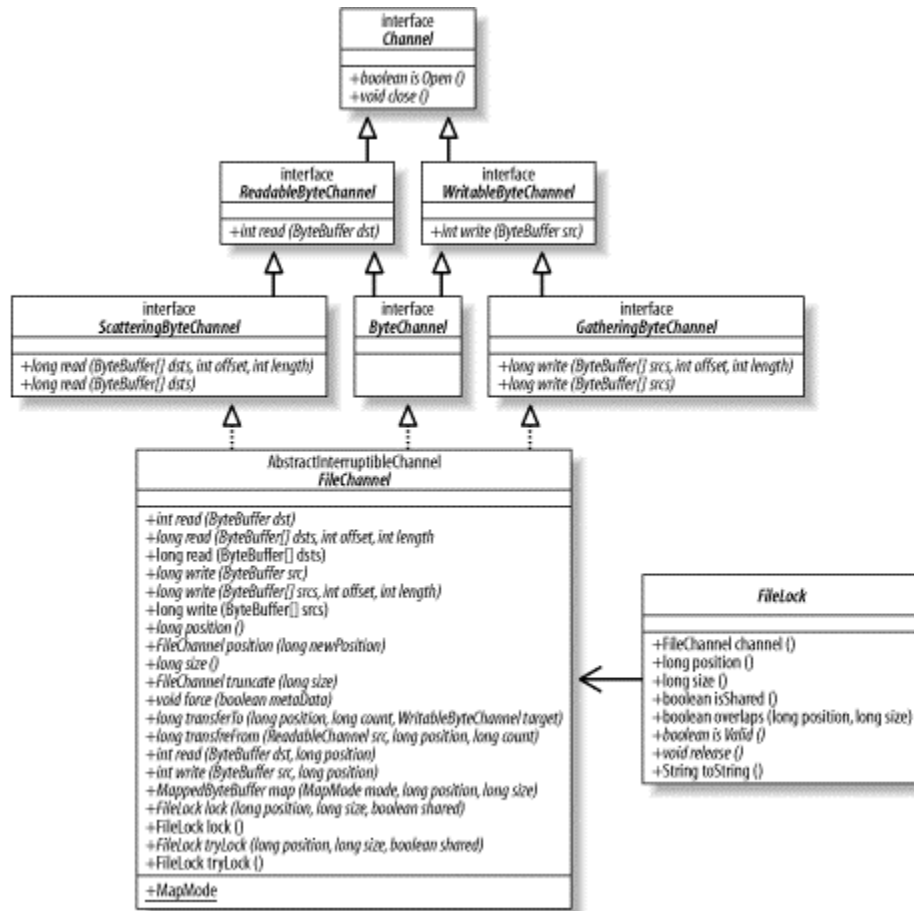 interface
Channel
+boolean is Open ()
+void close ()
interface
ReadableByteChannel
+int read (ByteBuffer dst)
interface
WritableByteChannel
+int write (ByteBuffer src)
interface
ScatteringByteChannel
+long read (ByteBuffer[] dsts, int offset, int length)
+long read (ByteBuffer[] dsts)
interface
ByteChannel
interface
GatheringByteChannel
+long write (ByteBuffer[] srcs, int offset, int length)
+long write (ByteBuffer[] srcs)
AbstractInterruptibleChannel
FileChannel
+int read (ByteBuffer dst)
+long read (ByteBuffer[] dsts, int offset, int length
+long read (ByteBuffer[] dsts)
+long write (ByteBuffer src)
+long write (ByteBuffer[] srcs, int offset, int length)
+long write (ByteBuffer[] srcs)
+long position ()
+FileChannel position (long newPosition)
+long size ()
+FileChannel truncate (long size)
+void force (boolean metaData)
+long transferTo (long position, long count, WritableByteChannel target)
+long transfreFrom (ReadableChannel src, long position, long count)
+int read (ByteBuffer dst, long position)
+int write (ByteBuffer src, long position)
+MappedByteBuffer map (MapMode mode, long position, long size)
+FileLock lock (long position, long size, boolean shared)
+FileLock lock ()
+FileLock tryLock (long position, long size, boolean shared)
+FileLock tryLock ()
+MapMode
FileLock
+FileChannel channel ()
+long position ()
+long size ()
+boolean isShared ()
+boolean overlaps (long position, long size)
+boolean is Valid ()
+void release ()
+String toString ()